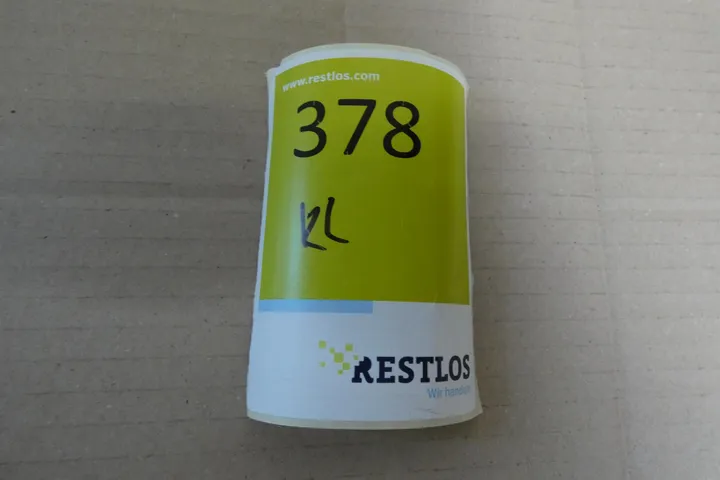 www.restlos.com
378
KL
RESTLOS
Wir handeln